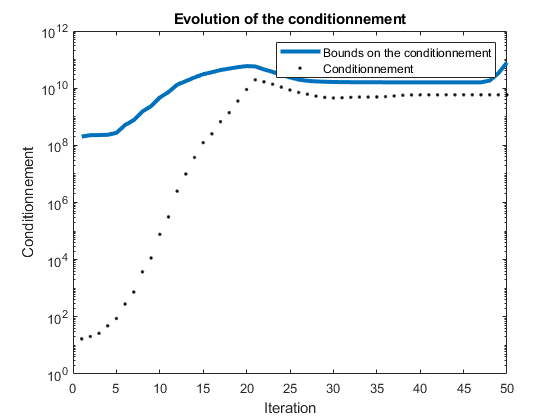 Evolution of the conditionnement
10^12
10^10
10^8
10^6
10^4
10^2
10^0
Conditionnement
Bounds on the conditionnement
Conditionnement
0 5 10 15 20 25 30 35 40 45 50
Iteration